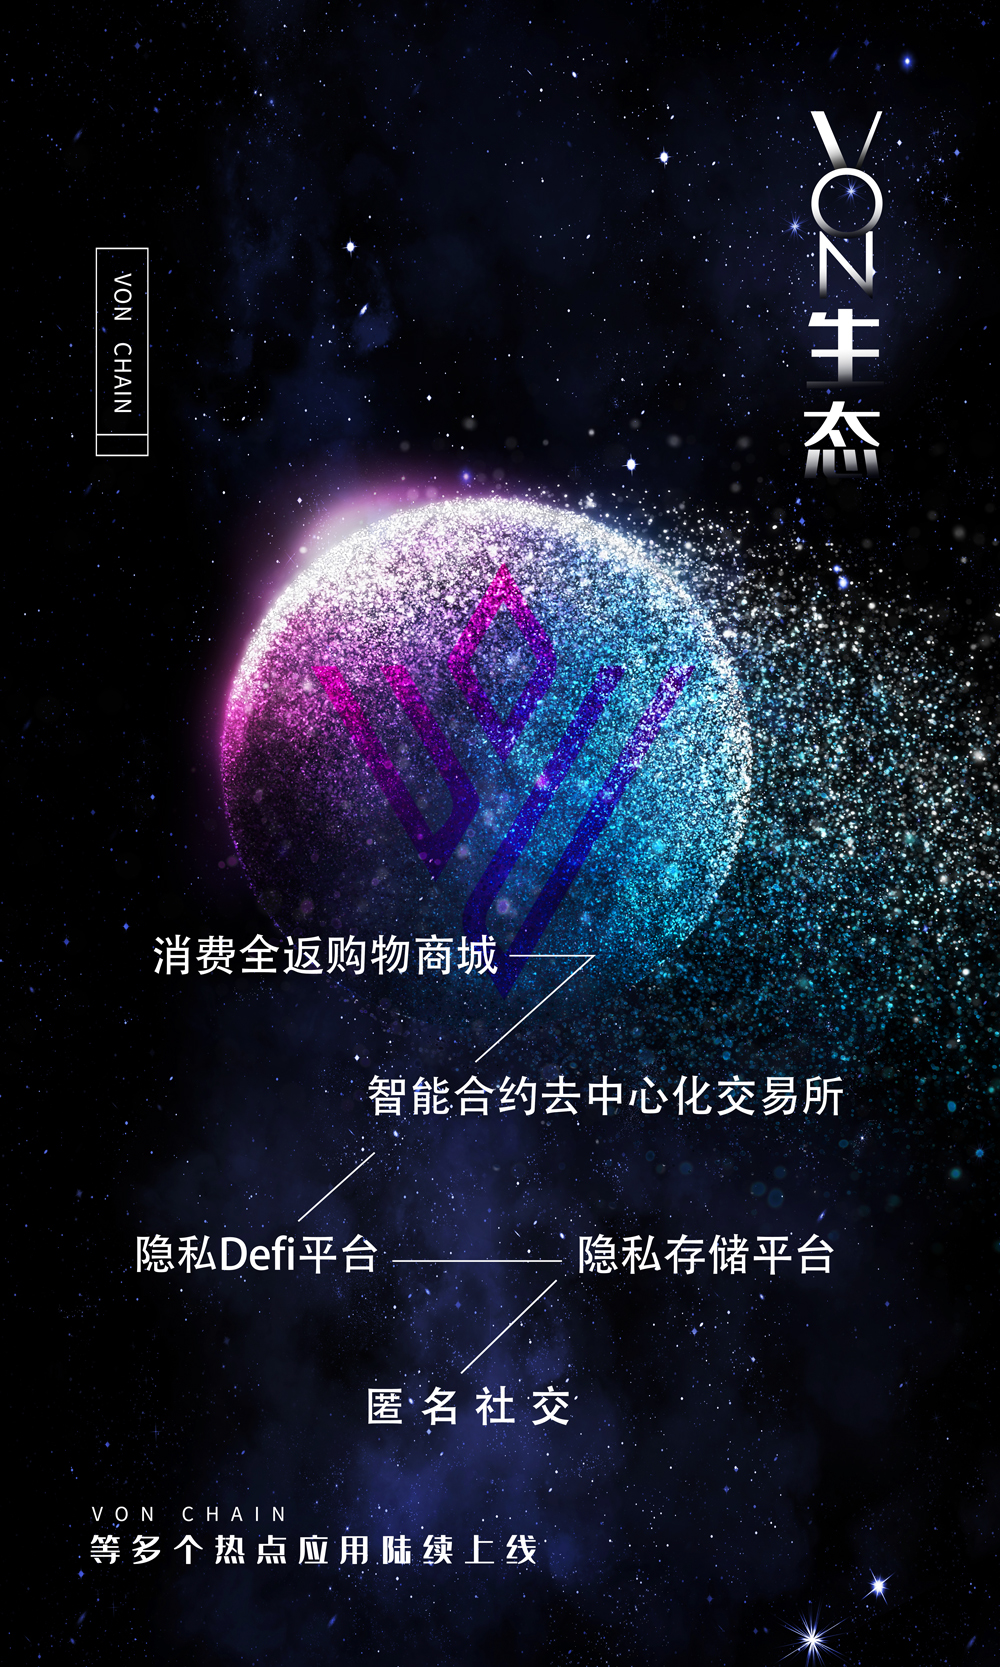 VON生态
VON CHAIN
消费全返购物商城
智能合约去中心化交易所
隐私Defi平台
隐私存储平台
匿名社交
VON CHAIN
等多个热点应用陆续上线